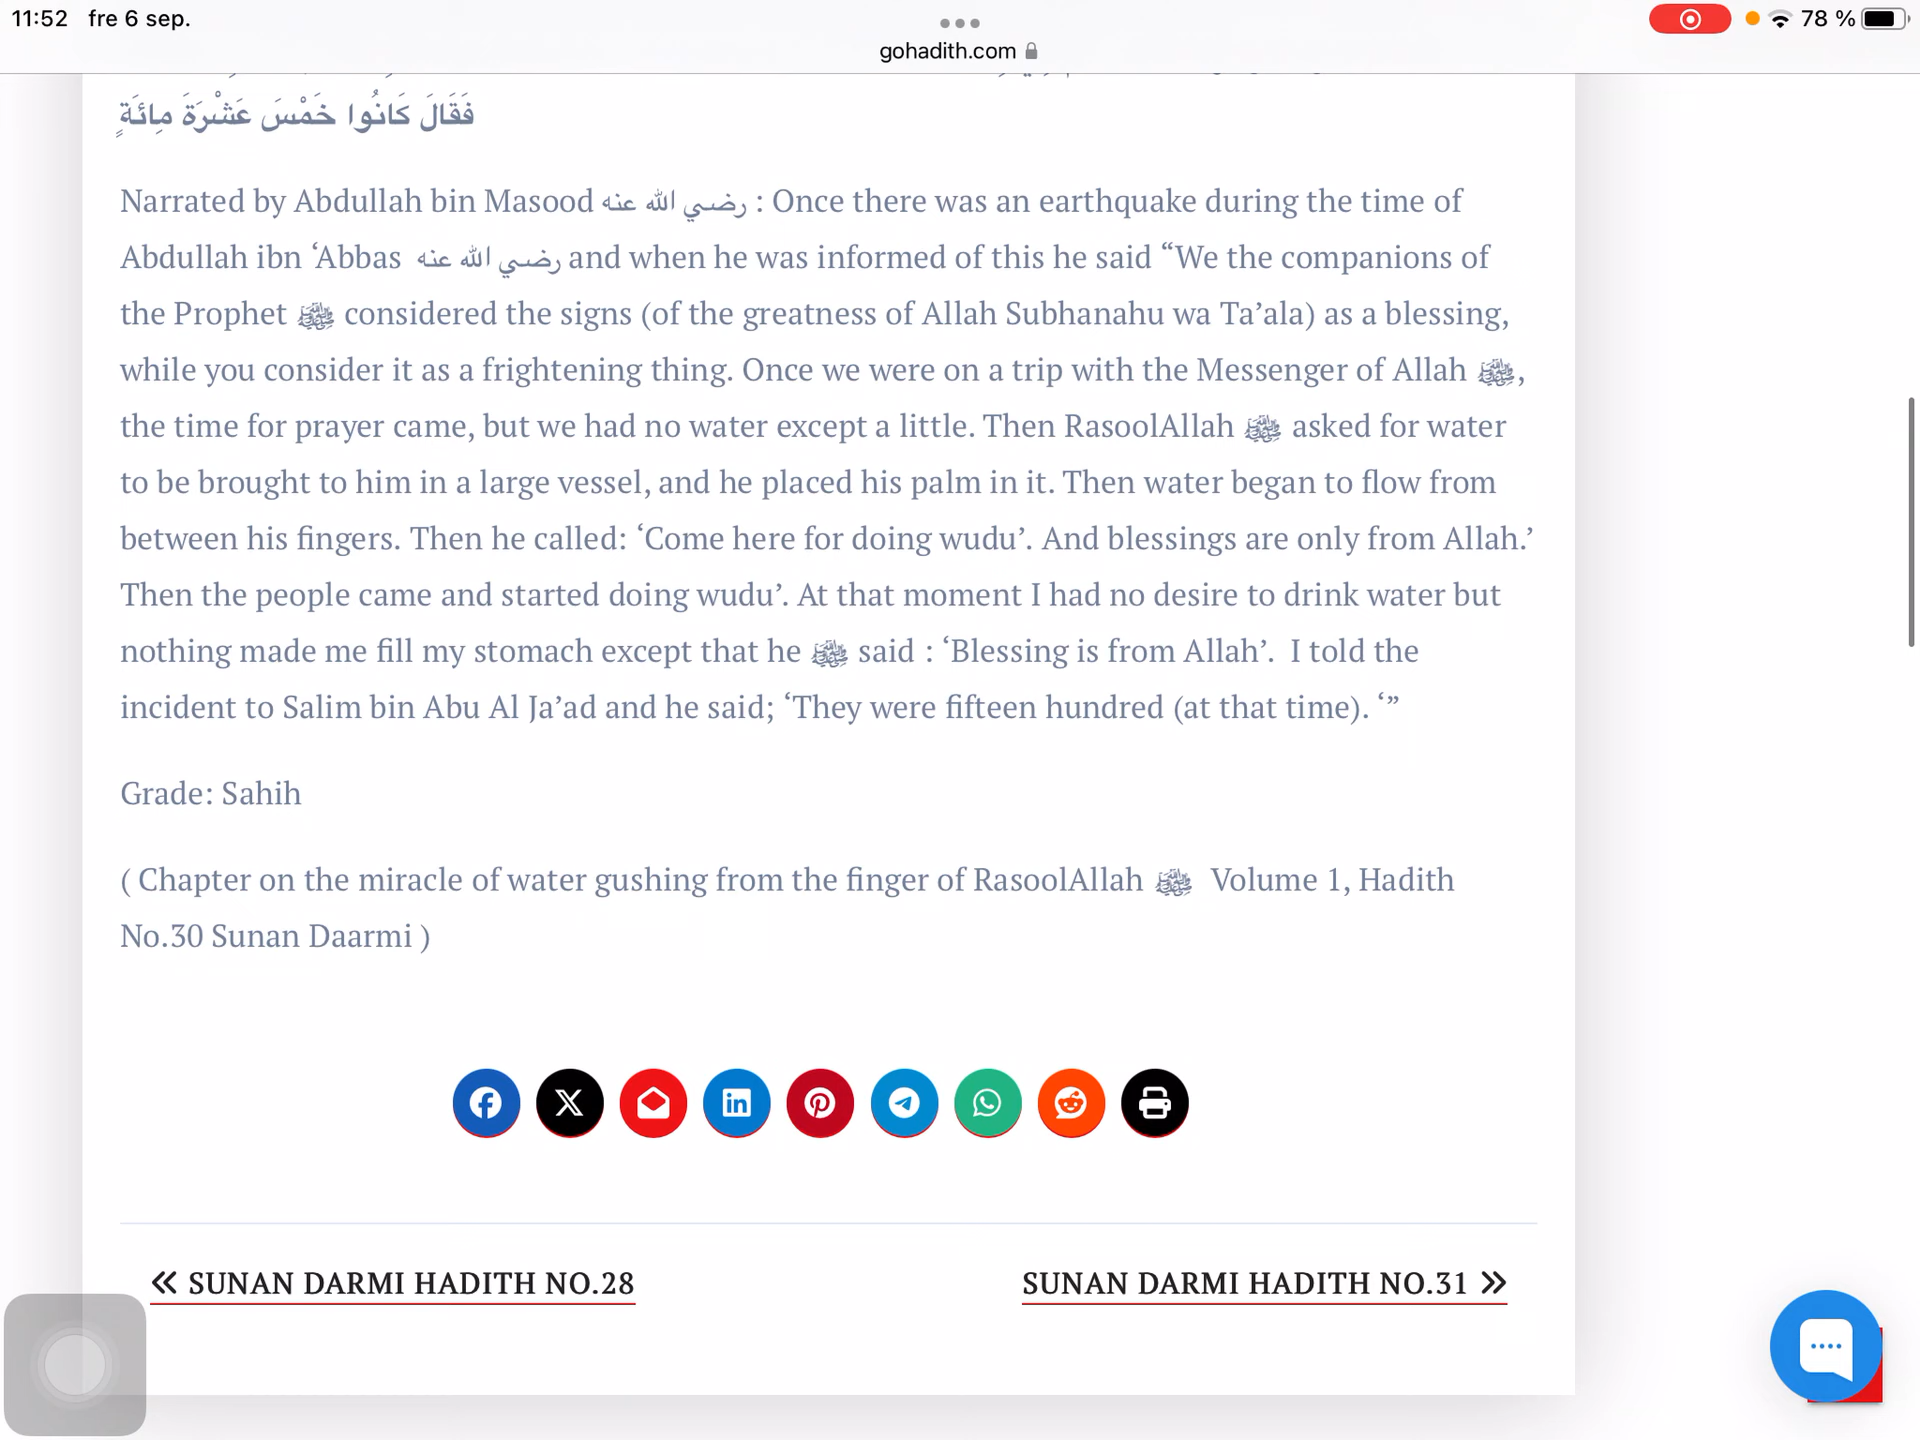 11:52 fre 6 sep.
78 %
gohadith.com
فَقَالَ كَانُوا خَمْسَ عَشْرَةَ مِائَةٍ
Narrated by Abdullah bin Masood رضي الله عنه : Once there was an earthquake during the time of
Abdullah ibn ‘Abbas رضي الله عنه and when he was informed of this he said “We the companions of
the Prophet ﷺ considered the signs (of the greatness of Allah Subhanahu wa Ta’ala) as a blessing,
while you consider it as a frightening thing. Once we were on a trip with the Messenger of Allah ﷺ,
the time for prayer came, but we had no water except a little. Then RasoolAllah ﷺ asked for water
to be brought to him in a large vessel, and he placed his palm in it. Then water began to flow from
between his fingers. Then he called: ‘Come here for doing wudu’. And blessings are only from Allah.’
Then the people came and started doing wudu’. At that moment I had no desire to drink water but
nothing made me fill my stomach except that he ﷺ said : ‘Blessing is from Allah’. I told the
incident to Salim bin Abu Al Ja’ad and he said; ‘They were fifteen hundred (at that time). ‘”
Grade: Sahih
( Chapter on the miracle of water gushing from the finger of RasoolAllah ﷺ Volume 1, Hadith
No.30 Sunan Daarmi )
« SUNAN DARMI HADITH NO.28
SUNAN DARMI HADITH NO.31 »